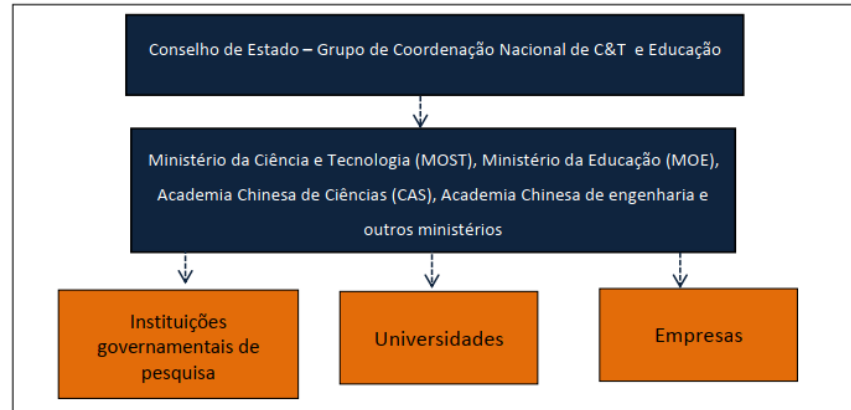 Conselho de Estado – Grupo de Coordenação Nacional de C&T e Educação
Ministério da Ciência e Tecnologia (MOST), Ministério da Educação (MOE),
Academia Chinesa de Ciências (CAS), Academia Chinesa de engenharia e
outros ministérios
Instituições
governamentais de
pesquisa
Universidades
Empresas